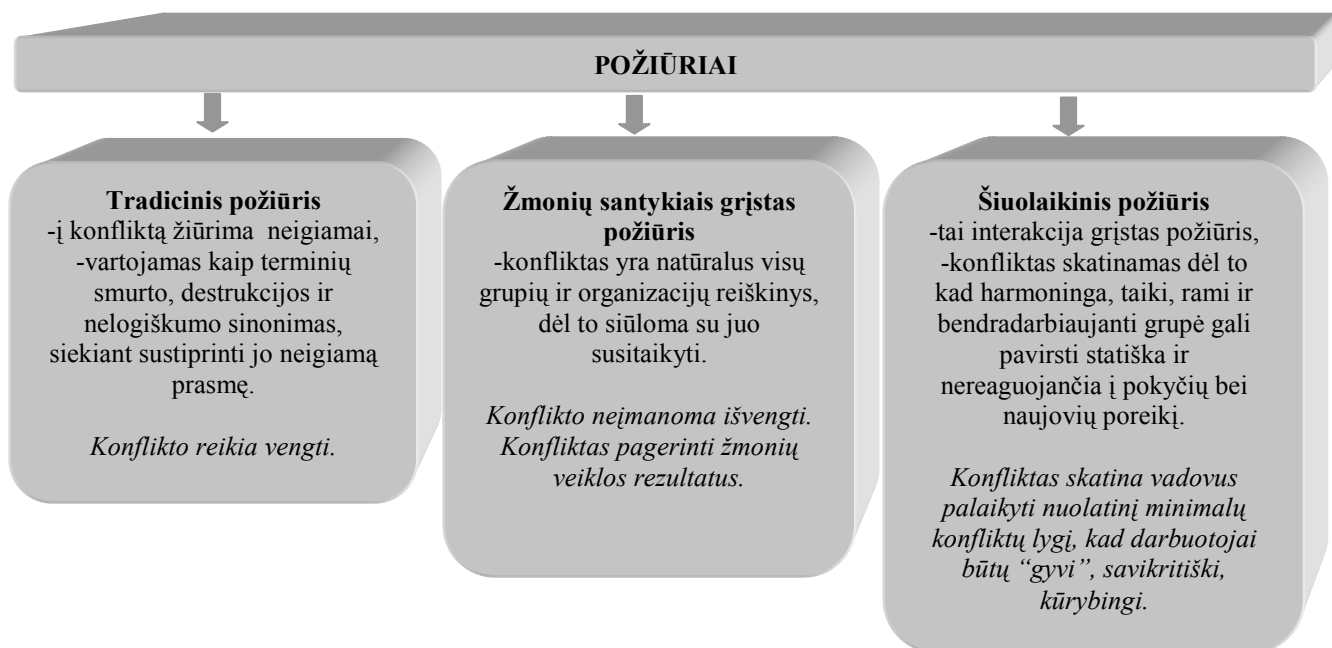 POŽIŪRIAI
Tradicinis požiūris
-į konfliktą žiūrima neigiamai,
-vartojamas kaip terminių
smurto, destrukcijos ir
nelogiškumo sinonimas,
siekiant sustiprinti jo neigiamą
prasmę.
Konflikto reikia vengti.
Žmonių santykiais grįstas
požiūris
-konfliktas yra natūralus visų
grupių ir organizacijų reiškinys,
dėl to siūloma su juo
susitaikyti.
Konflikto neįmanoma išvengti.
Konfliktas pagerinti žmonių
veiklos rezultatus.
Šiuolaikinis požiūris
-tai interakcija grįstas požiūris,
-konfliktas skatinamas dėl to
kad harmoninga, taiki, rami ir
bendradarbiaujanti grupė gali
pavirsti statiška ir
nereaguojančia į pokyčių bei
naujovių poreikį.
Konfliktas skatina vadovus
palaikyti nuolatinį minimalų
konfliktų lygį, kad darbuotojai
būtų “gyvi”, savikritiški,
kūrybingi.